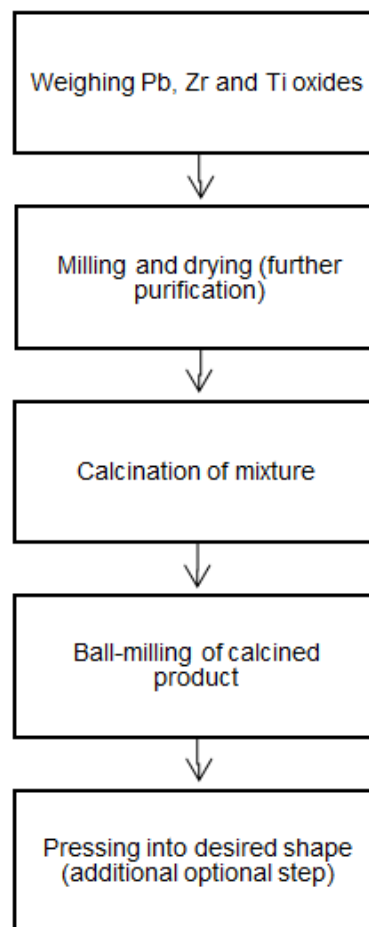 Weighing Pb, Zr and Ti oxides
Milling and drying (further
purification)
Calcination of mixture
Ball-milling of calcined
product
Pressing into desired shape
(additional optional step)